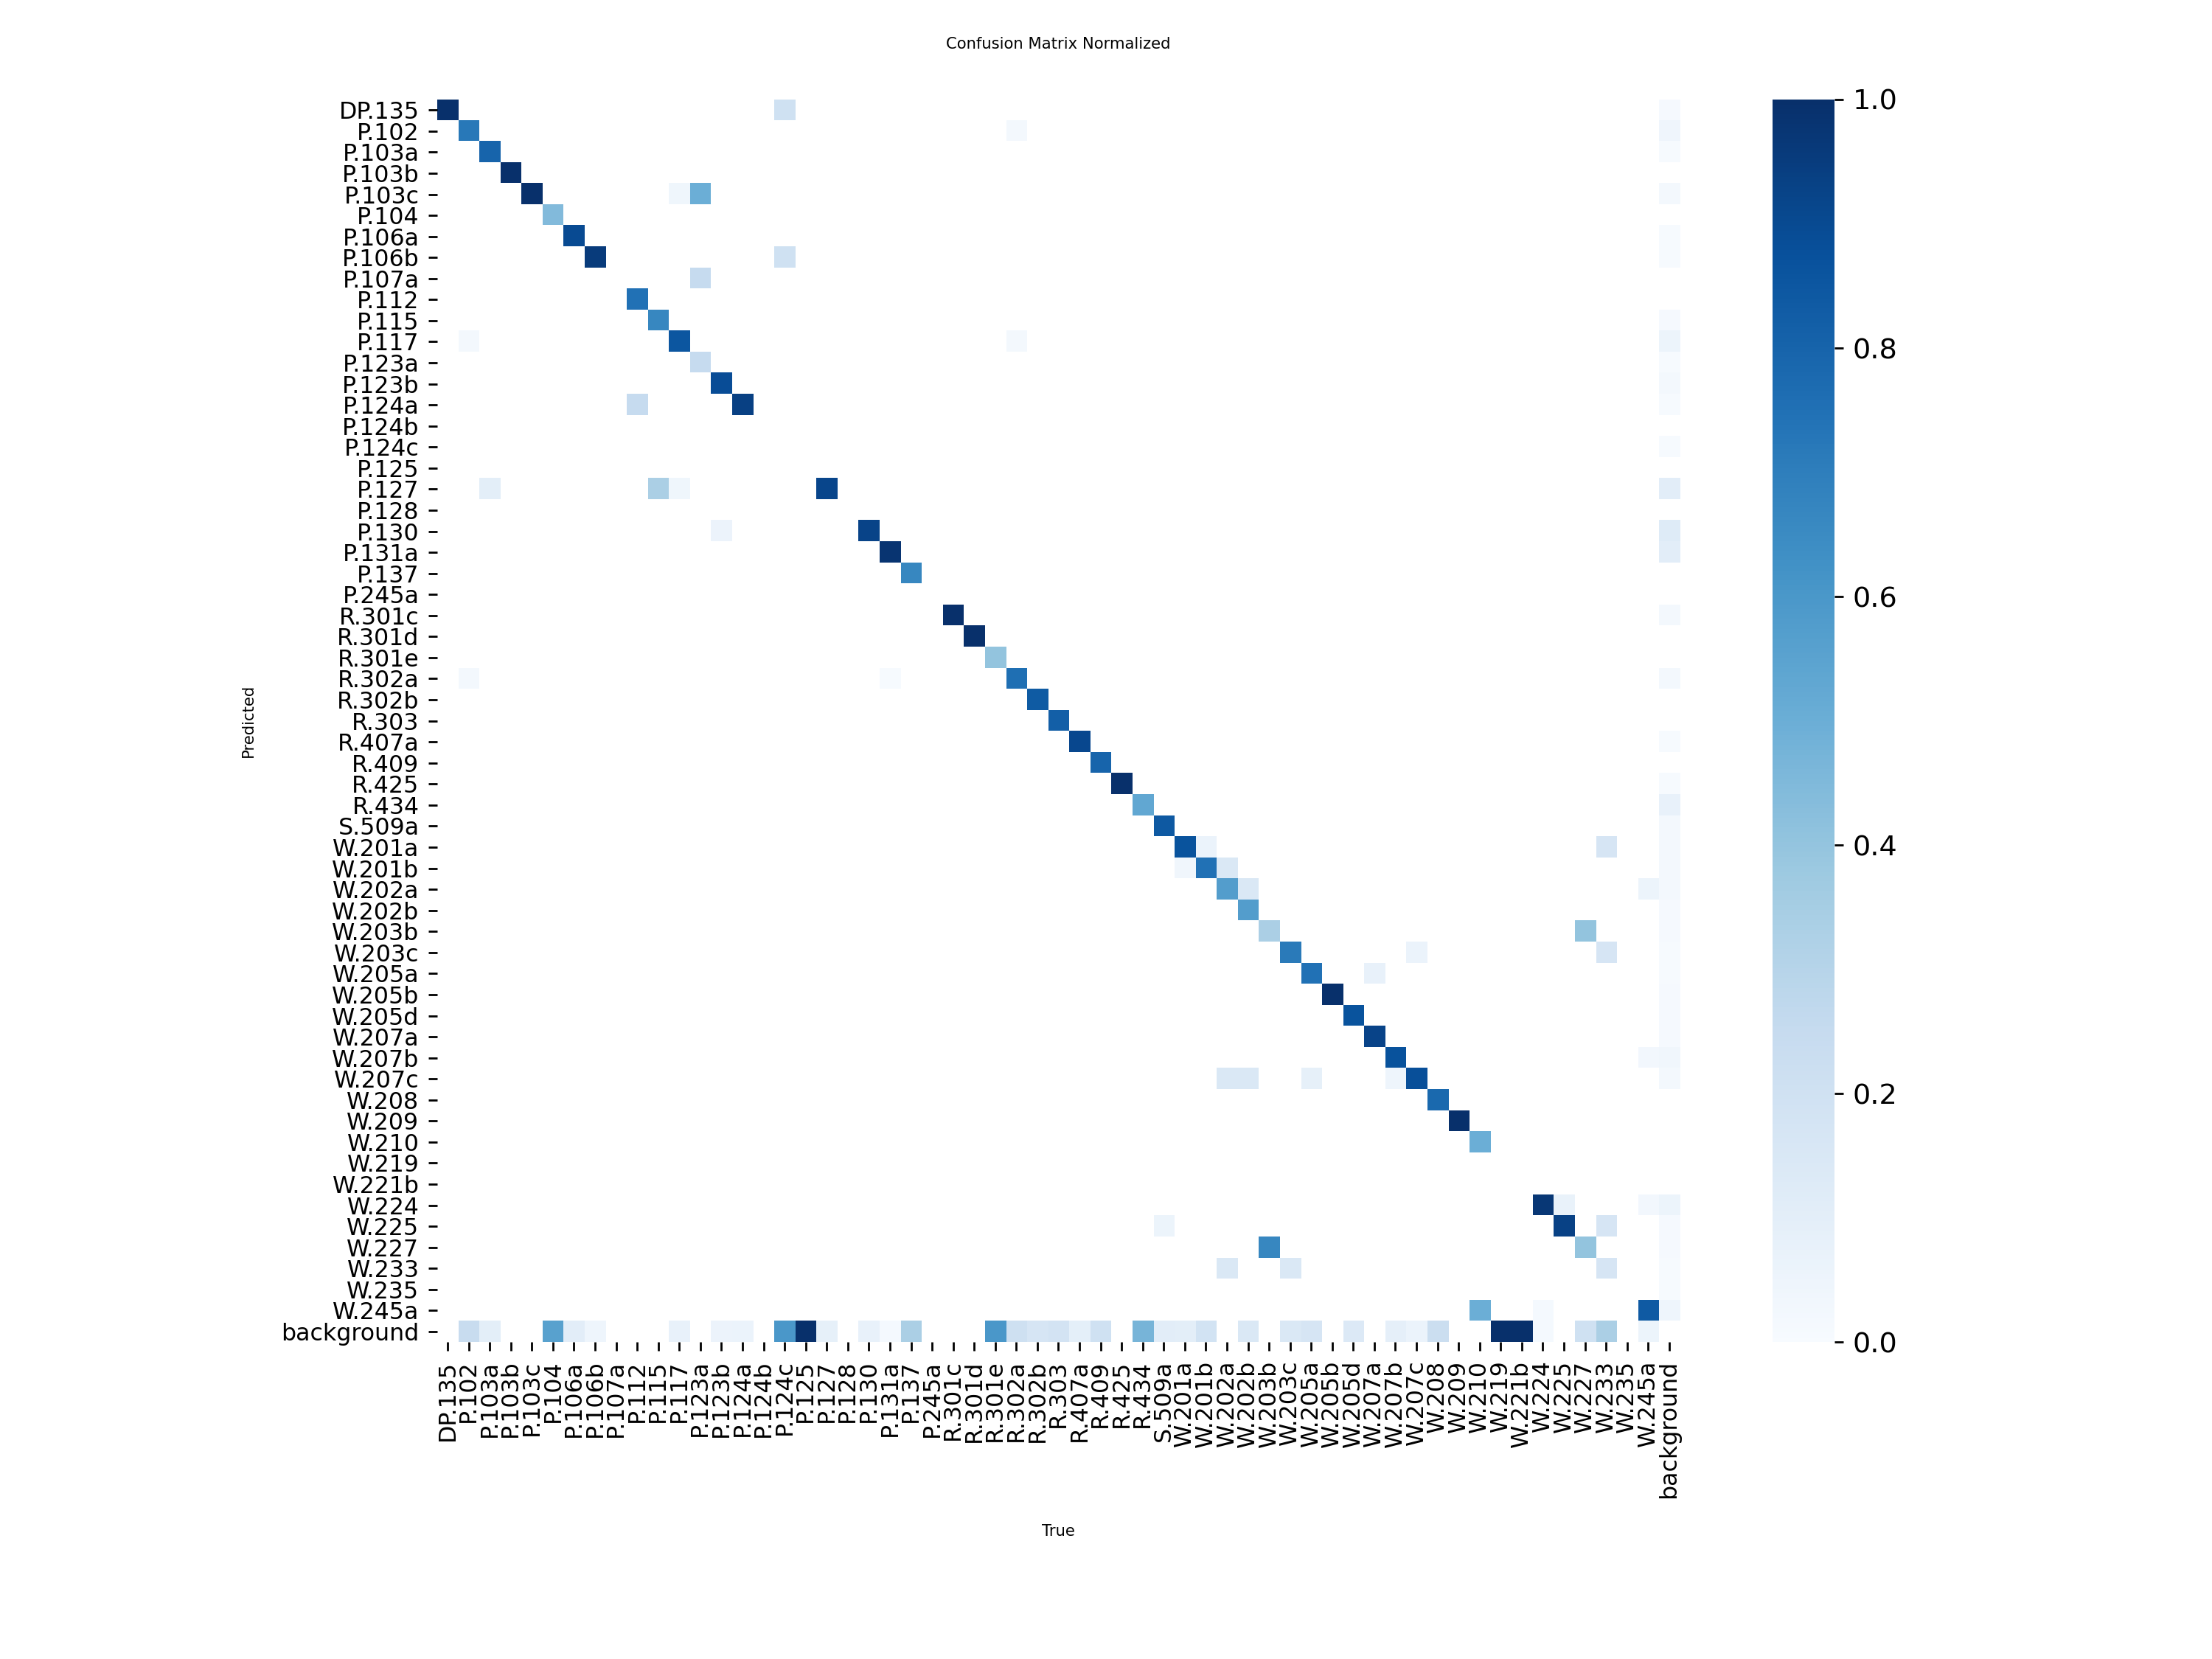 Confusion Matrix Normalized
DP.135
P.102
P.103a
P.103b
P.103c
P.104
P.106a
P.106b
P.107a
P.112
P.115
P.117
P.123a
P.123b
P.124a
P.124b
P.124c
P.125
P.127
P.128
P.130
P.131a
P.137
P.245a
R.301c
R.301d
R.301e
R.302a
R.302b
R.303
R.407a
R.409
R.425
R.434
S.509a
W.201a
W.201b
W.202a
W.202b
W.203b
W.203c
W.205a
W.205b
W.205d
W.207a
W.207b
W.207c
W.208
W.209
W.210
W.219
W.221b
W.224
W.225
W.227
W.233
W.235
W.245a
background
Predicted
DP.135
P.102
P.103a
P.103b
P.103c
P.104
P.106a
P.106b
P.107a
P.112
P.115
P.117
P.123a
P.123b
P.124a
P.124b
P.124c
P.125
P.127
P.128
P.130
P.131a
P.137
P.245a
R.301c
R.301d
R.301e
R.302a
R.302b
R.303
R.407a
R.409
R.425
R.434
S.509a
W.201a
W.201b
W.202a
W.202b
W.203b
W.203c
W.205a
W.205b
W.205d
W.207a
W.207b
W.207c
W.208
W.209
W.210
W.219
W.221b
W.224
W.225
W.227
W.233
W.235
W.245a
background
True
1.0
0.8
0.6
0.4
0.2
0.0